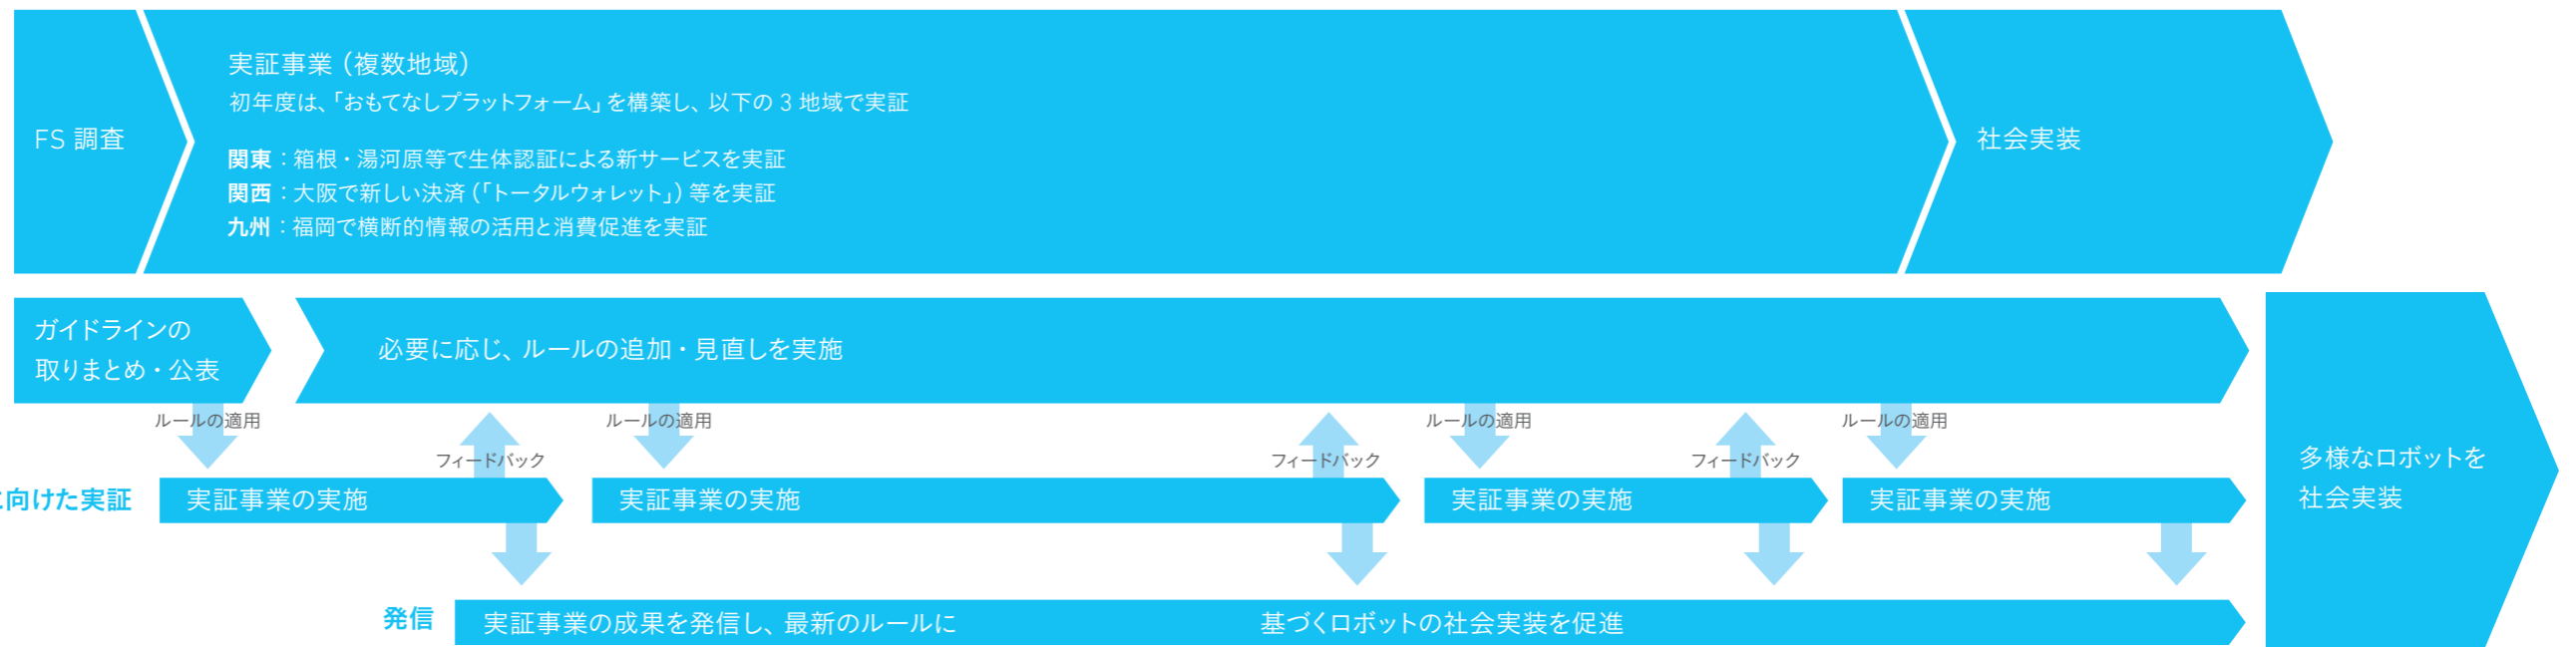 FS 調査
実証事業（複数地域）
初年度は、「おもてなしプラットフォーム」を構築し、以下の 3 地域で実証
関東：箱根・湯河原等で生体認証による新サービスを実証
関西：大阪で新しい決済（「トータルウォレット」）等を実証
九州：福岡で横断的情報の活用と消費促進を実証
社会実装
ガイドラインの
取りまとめ・公表
必要に応じ、ルールの追加・見直しを実施
ルールの適用
ルールの適用
ルールの適用
ルールの適用
フィードバック
フィードバック
フィードバック
向けた実証
実証事業の実施
実証事業の実施
実証事業の実施
実証事業の実施
多様なロボットを
社会実装
発信
実証事業の成果を発信し、最新のルールに
基づくロボットの社会実装を促進